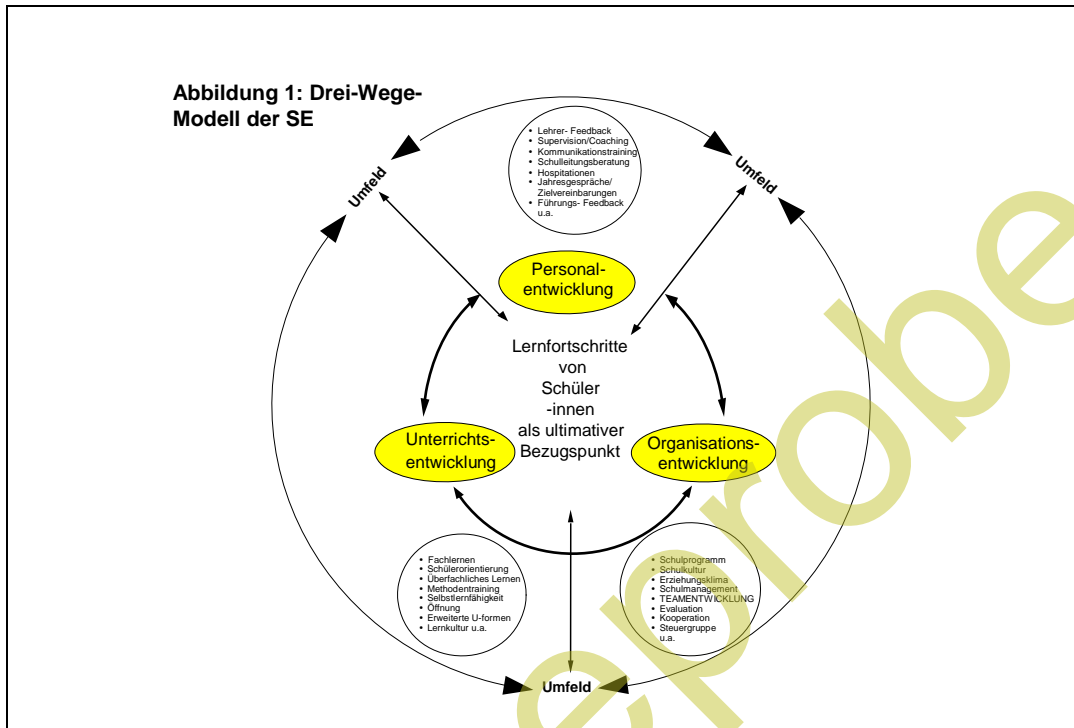 Abbildung 1: Drei-Wege-
Modell der SE
• Lehrer- Feedback
• Supervision/Coaching
• Kommunikationstraining
• Schulleitungsberatung
• Hospitationen
• Jahresgespräche/
Zielvereinbarungen
• Führungs- Feedback
u.a.
Umfeld
Umfeld
Personal-
entwicklung
Lernfortschritte
von
Schüler
-innen
als ultimativer
Bezugspunkt
Unterrichts-
entwicklung
Organisations-
entwicklung
• Fachlernen
• Schülerorientierung
• Überfachliches Lernen
• Methodentraining
• Selbstlernfähigkeit
• Öffnung
• Erweiterte U-formen
• Lernkultur u.a.
• Schulprogramm
• Schulkultur
• Erziehungsklima
• Schulmanagement
• TEAMENTWICKLUNG
• Evaluation
• Kooperation
• Steuergruppe
u.a.
Umfeld
eprobe